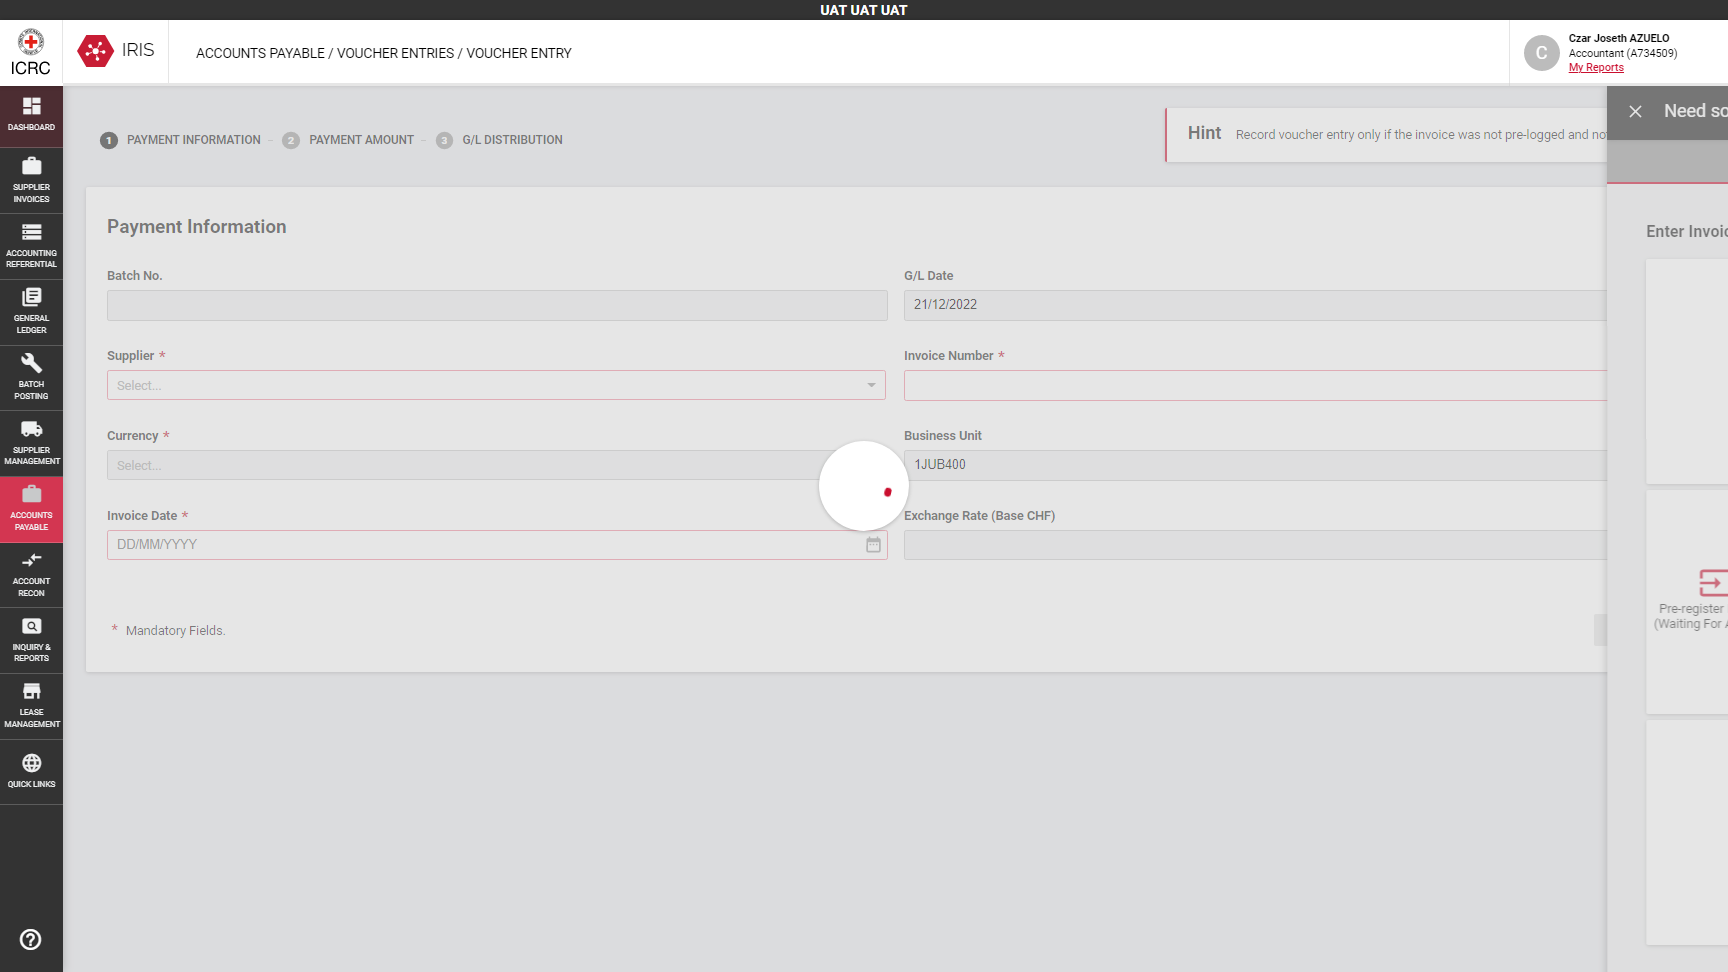 UAT UAT UAT
ICRC
IRIS
ACCOUNTS PAYABLE / VOUCHER ENTRIES / VOUCHER ENTRY
C
Czar Joseth AZUELO
Accountant (A734509)
My Reports
DASHBOARD
SUPPLIER
INVOICES
ACCOUNTING
REFERENTIAL
GENERAL
LEDGER
BATCH
POSTING
SUPPLIER
MANAGEMENT
ACCOUNTS
PAYABLE
ACCOUNT
RECON
INQUIRY &
REPORTS
LEASE
MANAGEMENT
QUICK LINKS
1 PAYMENT INFORMATION - 2 PAYMENT AMOUNT - 3 G/L DISTRIBUTION
Hint Record voucher entry only if the invoice was not pre-logged and no
Payment Information
Batch No.
G/L Date
21/12/2022
Supplier *
Select...
Invoice Number *
Currency *
Select...
Business Unit
1JUB400
Invoice Date *
DD/MM/YYYY
Exchange Rate (Base CHF)
* Mandatory Fields.
Need so
Enter Invoi
Pre-register
(Waiting For A